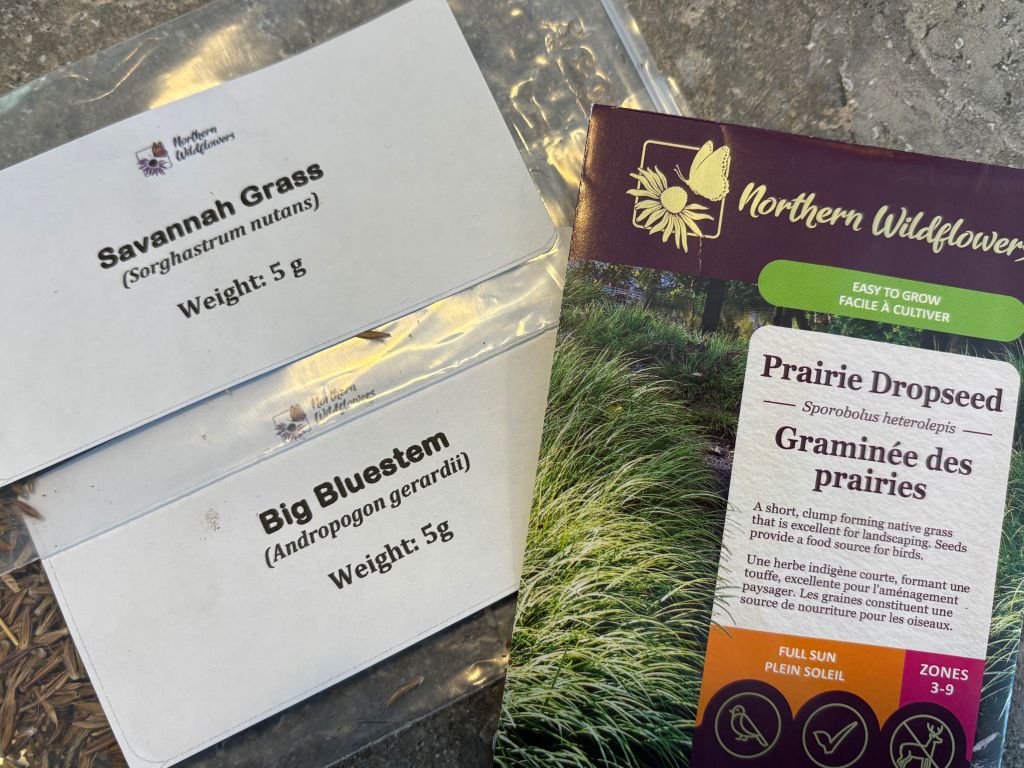 Northern
Wildflowers
Savannah Grass
(Sorghastrum nutans)
Weight: 5 g
Northern
Wildflowers
Big Bluestem
(Andropogon gerardii)
Weight: 5g
Northern Wildflowers
EASY TO GROW
FACILE À CULTIVER
Prairie Dropseed
Sporobolus heterolepis
Graminée des
prairies
A short, clump forming native grass
that is excellent for landscaping. Seeds
provide a food source for birds.
Une herbe indigène courte, formant une
touffe, excellente pour l'aménagement
paysager. Les graines constituent une
source de nourriture pour les oiseaux.
FULL SUN
PLEIN SOLEIL
ZONES
3-9